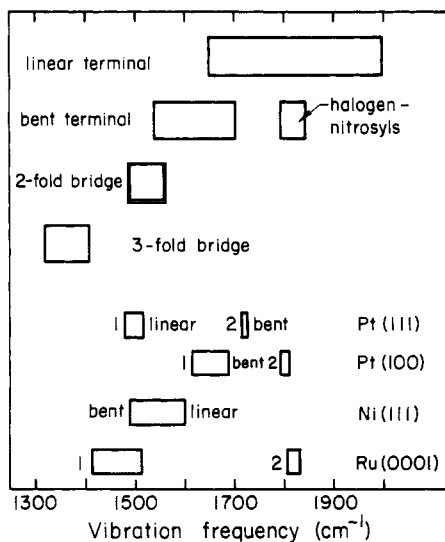 linear terminal
bent terminal
halogen-
nitrosyls
2-fold bridge
3-fold bridge
1 linear 2 bent Pt (111)
1 bent 2 Pt (100)
bent linear Ni (111)
1 2 Ru (0001)
1300 1500 1700 1900
Vibration frequency (cm⁻¹)